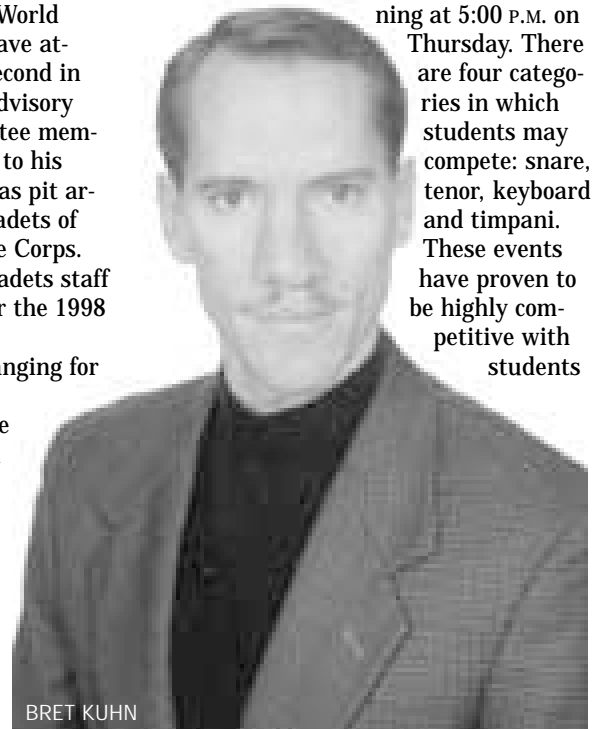 World
ave at-
econd in
dvisory
tee mem-
to his
as pit ar-
adets of
e Corps.
adets staff
r the 1998
anging for
e
ning at 5:00 P.M. on
Thursday. There
are four catego-
ries in which
students may
compete: snare,
tenor, keyboard
and timpani.
These events
have proven to
be highly com-
petitive with
students
BRET KUHN